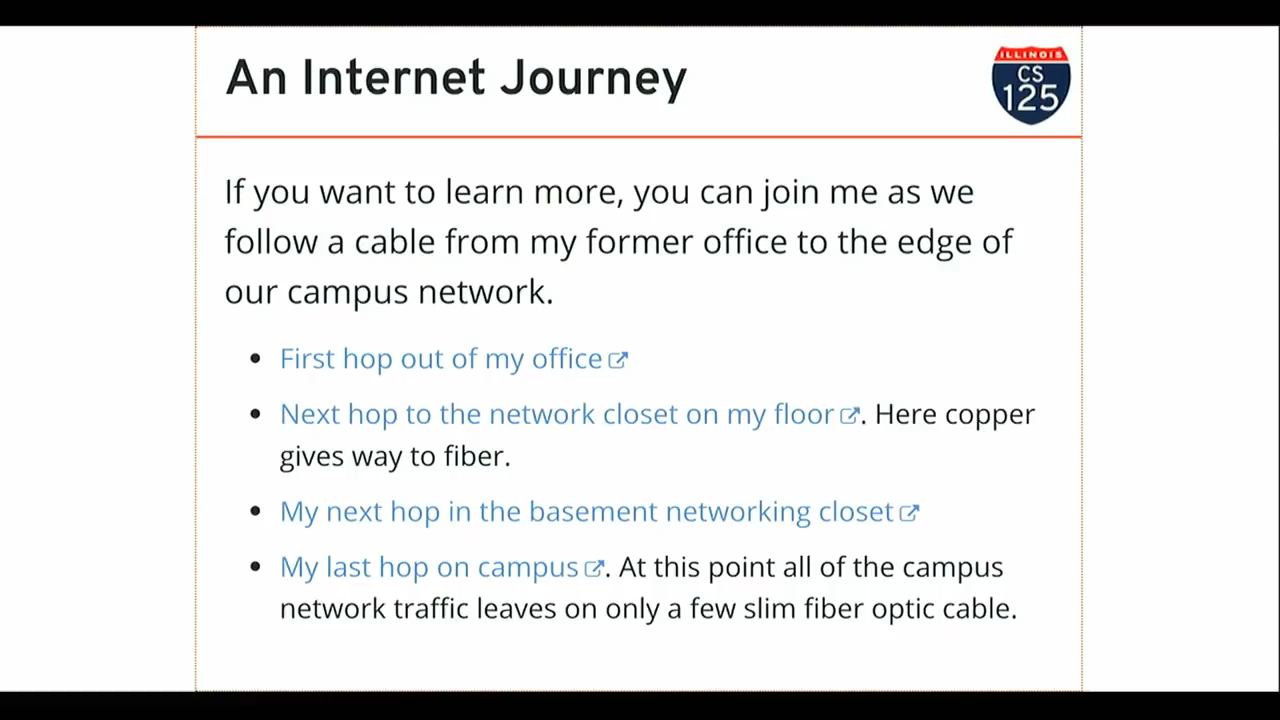 An Internet Journey
ILLINOIS
CS
125
If you want to learn more, you can join me as we
follow a cable from my former office to the edge of
our campus network.
• First hop out of my office
• Next hop to the network closet on my floor. Here copper
gives way to fiber.
• My next hop in the basement networking closet
• My last hop on campus. At this point all of the campus
network traffic leaves on only a few slim fiber optic cable.